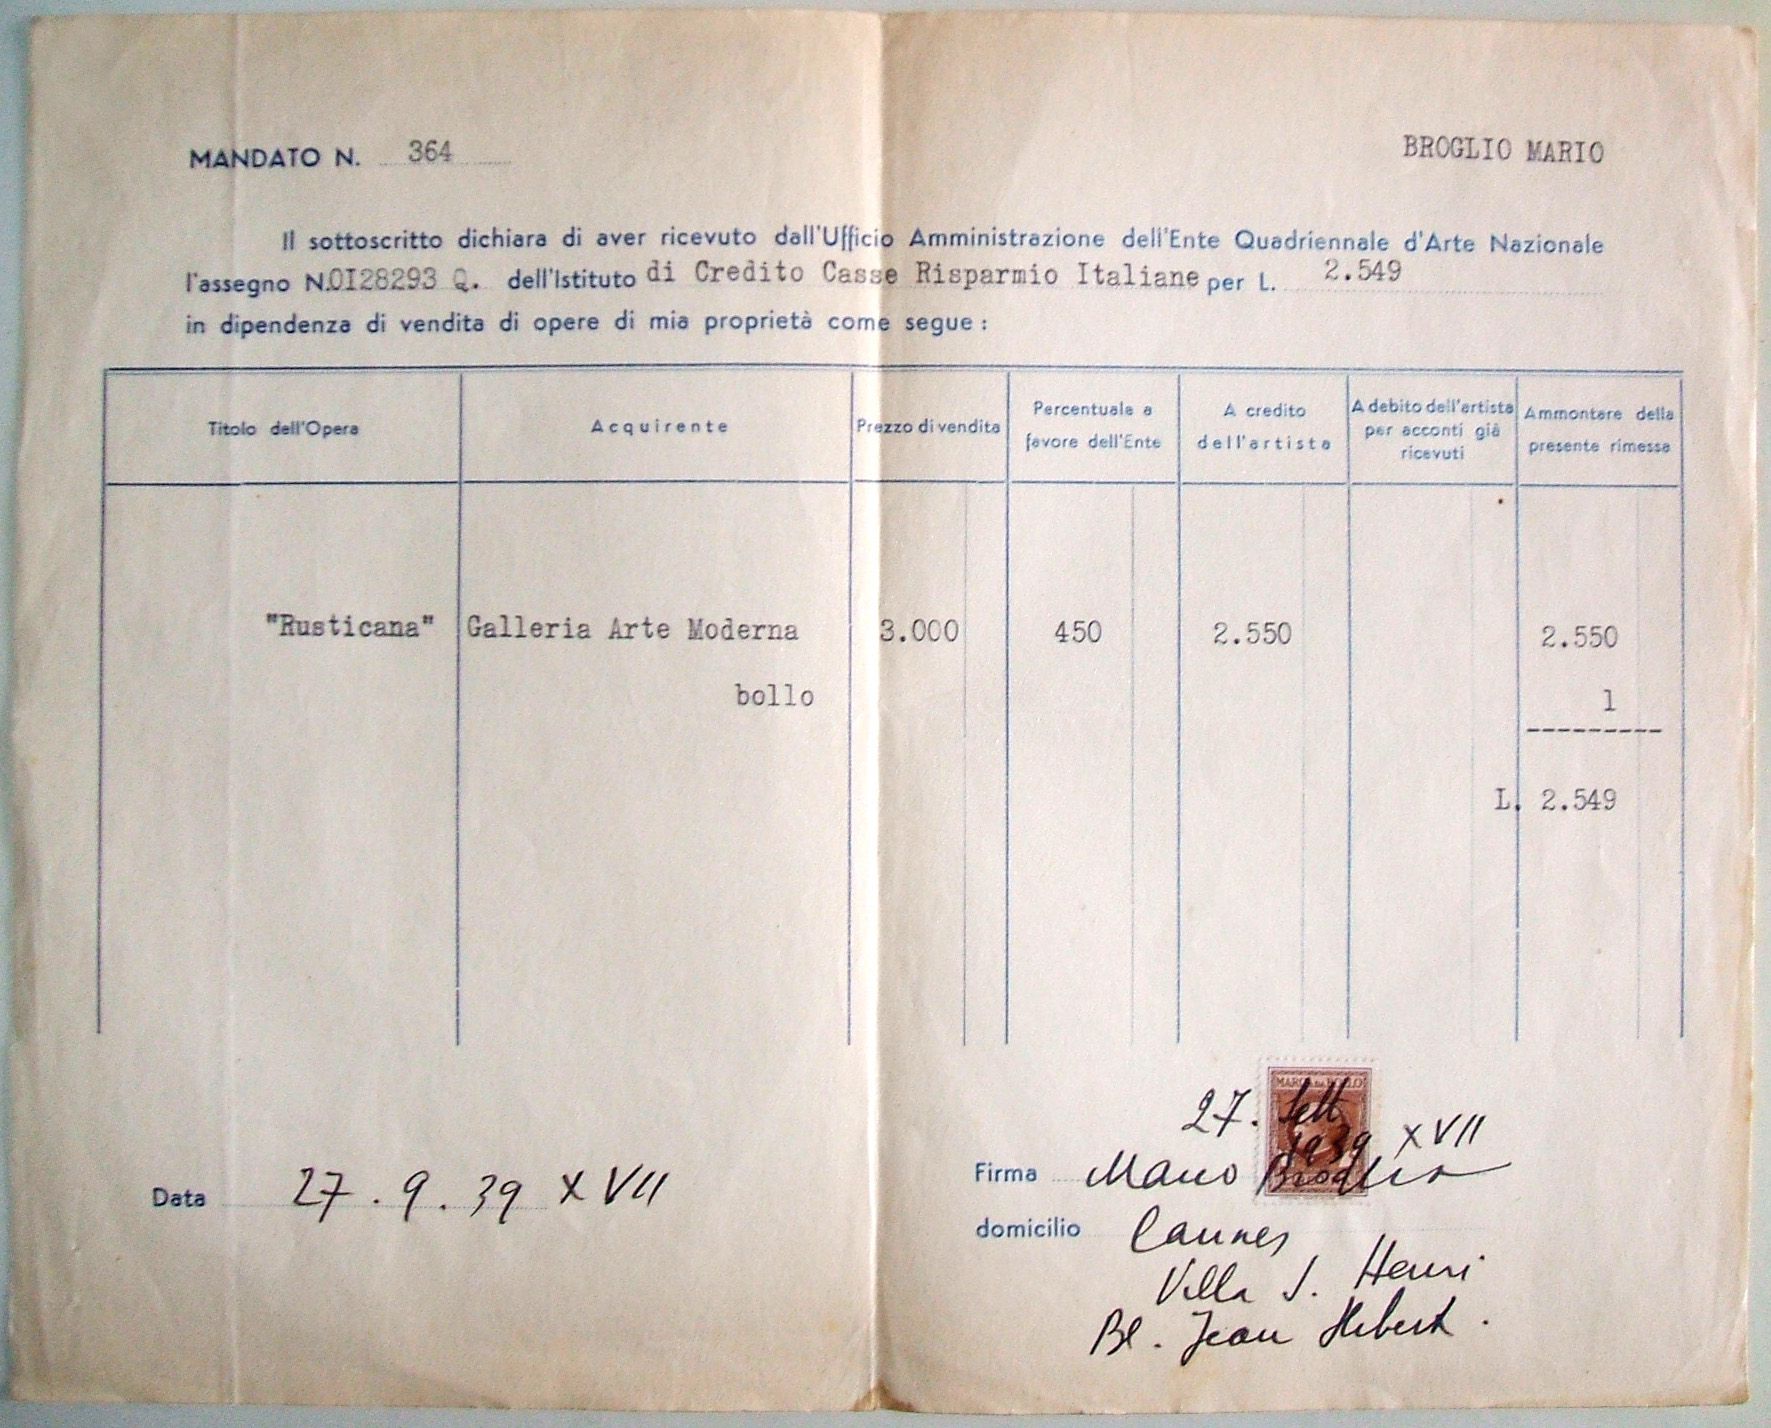 MANDATO N. 364
BROGLIO MARIO
Il sottoscritto dichiara di aver ricevuto dall'Ufficio Amministrazione dell'Ente Quadriennale d'Arte Nazionale
l'assegno N.OI28293 Q. dell'Istituto di Credito Casse Risparmio Italiane per L. 2.549
in dipendenza di vendita di opere di mia proprietà come segue :
Titolo dell'Opera
Acquirente
Prezzo di vendita
Percentuale a
favore dell'Ente
A credito
dell'artista
A debito dell'artista
per acconti già
ricevuti
Ammontare della
presente rimessa
"Rusticana" Galleria Arte Moderna 3.000 450 2.550 2.550
bollo 1
---------
L. 2.549
MARCA DA BOLLO
27. Sett
1939 XVII
Firma Mario Broglio
Data 27.9.39 XVII
domicilio Cannes
Villa S. Henri
Bl. Jean Hibert.